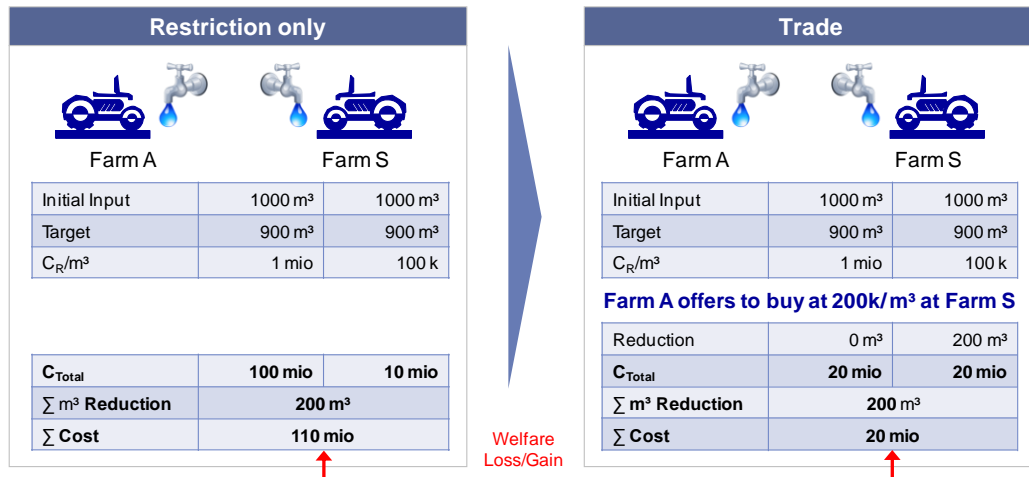 Restriction only
Farm A Farm S
Initial Input 1000 m³ 1000 m³
Target 900 m³ 900 m³
C_R/m³ 1 mio 100 k
C_Total 100 mio 10 mio
∑ m³ Reduction 200 m³
∑ Cost 110 mio
Welfare
Loss/Gain
Trade
Farm A Farm S
Initial Input 1000 m³ 1000 m³
Target 900 m³ 900 m³
C_R/m³ 1 mio 100 k
Farm A offers to buy at 200k/m³ at Farm S
Reduction 0 m³ 200 m³
C_Total 20 mio 20 mio
∑ m³ Reduction 200 m³
∑ Cost 20 mio